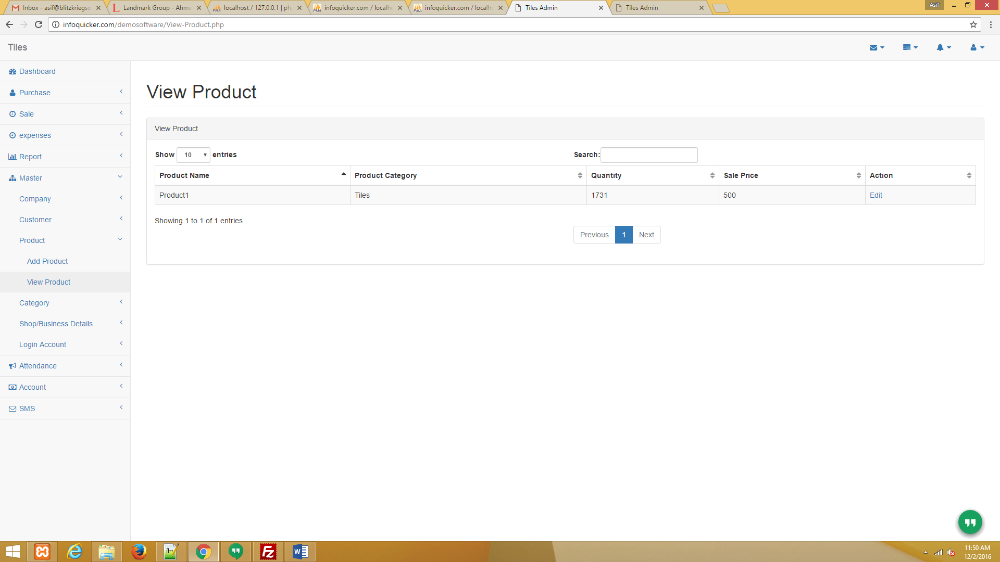 Inbox - asif@blitzkriegso
Landmark Group - Ahme
localhost / 127.0.0.1 | ph
infoquicker.com / localh
infoquicker.com / localh
Tiles Admin
Tiles Admin
Asif
infoquicker.com/demosoftware/View-Product.php
Tiles
Dashboard
Purchase
Sale
expenses
Report
Master
Company
Customer
Product
Add Product
View Product
Category
Shop/Business Details
Login Account
Attendance
Account
SMS
View Product
View Product
Show 10 entries
Search:
Product Name Product Category Quantity Sale Price Action
Product1 Tiles 1731 500 Edit
Showing 1 to 1 of 1 entries
Previous 1 Next
11:50 AM
12/2/2016